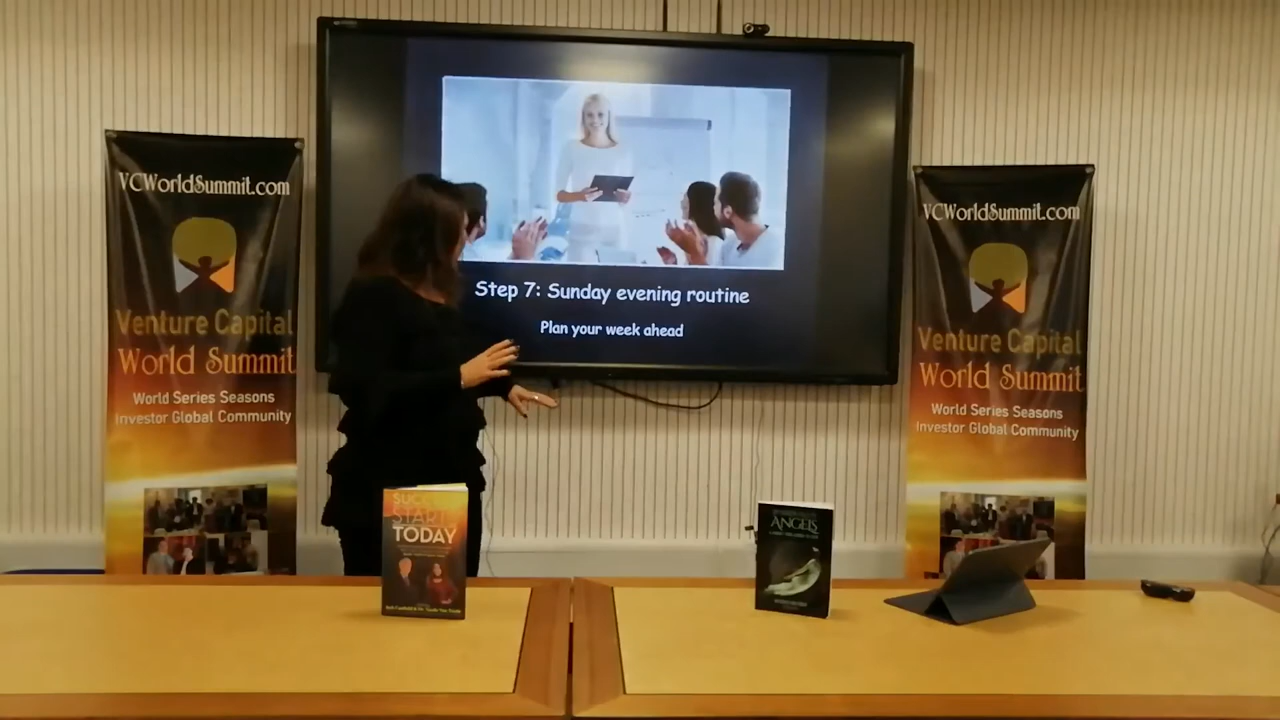 VCWorldSummit.com
Venture Capital
World Summit
World Series Seasons
Investor Global Community
Step 7: Sunday evening routine
Plan your week ahead
VCWorldSummit.com
Venture Capital
World Summit
World Series Seasons
Investor Global Community
START
TODAY
ANGELS